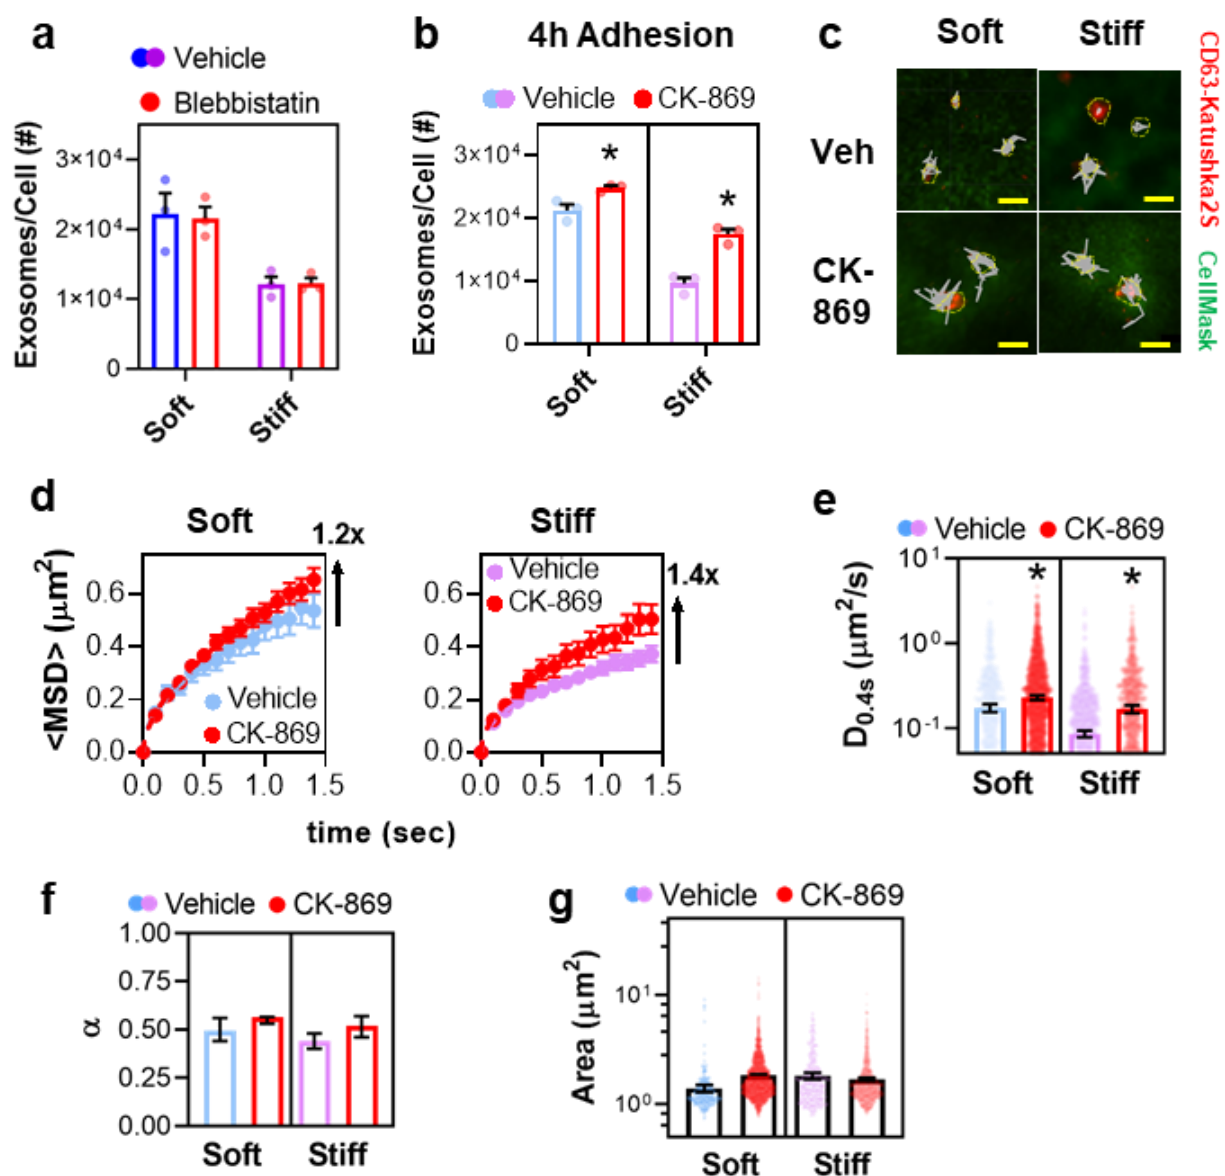 a
Vehicle
Blebbistatin
Exosomes/Cell (#)
3×10⁴
2×10⁴
1×10⁴
0
Soft
Stiff
b
4h Adhesion
Vehicle
CK-869
Exosomes/Cell (#)
3×10⁴
2×10⁴
1×10⁴
0
*
*
Soft
Stiff
c
Soft
Stiff
Veh
CK-
869
CD63-Katushka2S
CellMask
d
Soft
1.2x
<MSD> (μm²)
0.6
0.4
0.2
0.0
Vehicle
CK-869
0.0 0.5 1.0 1.5
Stiff
1.4x
0.6
0.4
0.2
0.0
Vehicle
CK-869
0.0 0.5 1.0 1.5
time (sec)
e
Vehicle
CK-869
D0.4s (μm²/s)
10¹
10⁰
10⁻¹
*
*
Soft
Stiff
f
Vehicle
CK-869
α
1.00
0.75
0.50
0.25
0.00
Soft
Stiff
g
Vehicle
CK-869
Area (μm²)
10¹
10⁰
Soft
Stiff